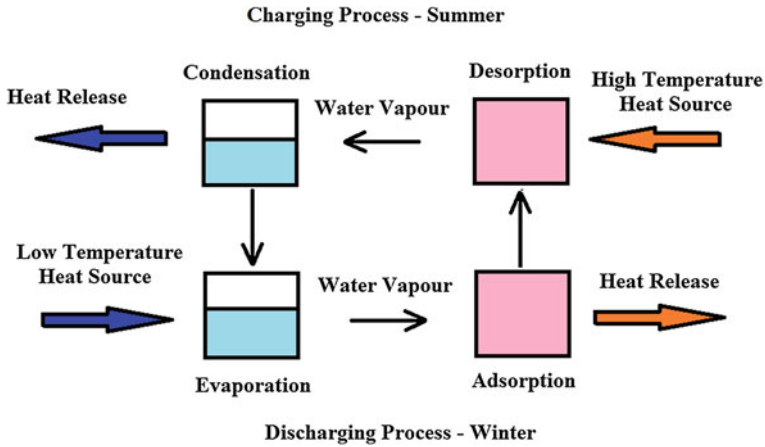 Charging Process - Summer
Condensation
Desorption
Heat Release
Water Vapour
High Temperature
Heat Source
Low Temperature
Heat Source
Water Vapour
Heat Release
Evaporation
Adsorption
Discharging Process - Winter